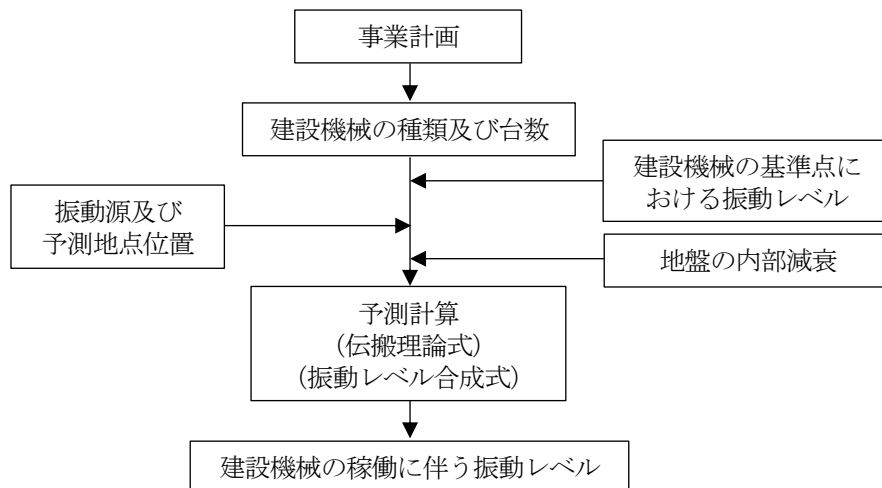 事業計画
建設機械の種類及び台数
建設機械の基準点に
おける振動レベル
振動源及び
予測地点位置
地盤の内部減衰
予測計算
(伝搬理論式)
(振動レベル合成式)
建設機械の稼働に伴う振動レベル